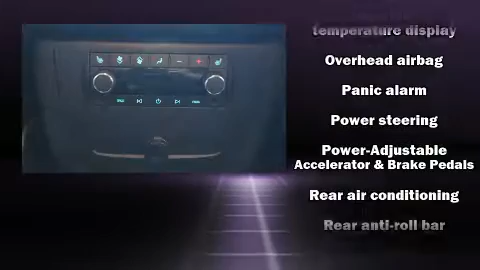 temperature display
Overhead airbag
Panic alarm
Power steering
Power-Adjustable
Accelerator & Brake Pedals
Rear air conditioning
Rear anti-roll bar